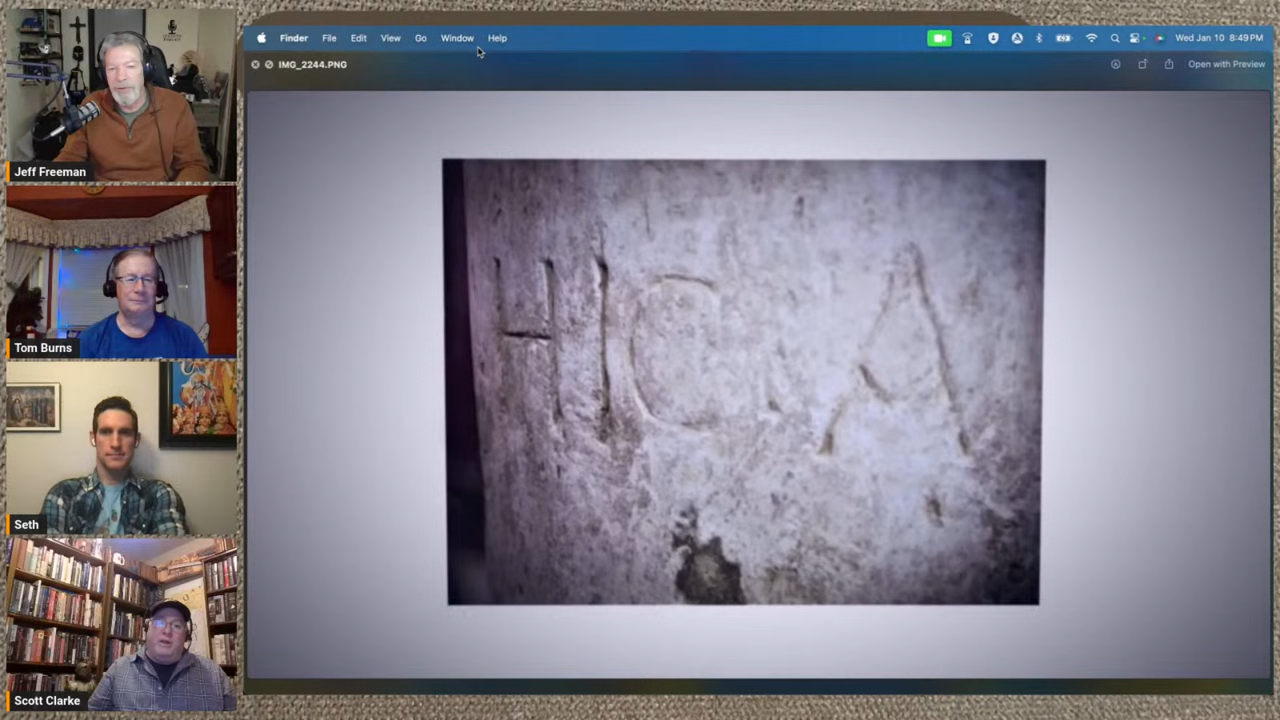 Finder File Edit View Go Window Help Wed Jan 10 8:49 PM
IMG_2244.PNG Open with Preview
HICA
Jeff Freeman
Tom Burns
Seth
Scott Clarke